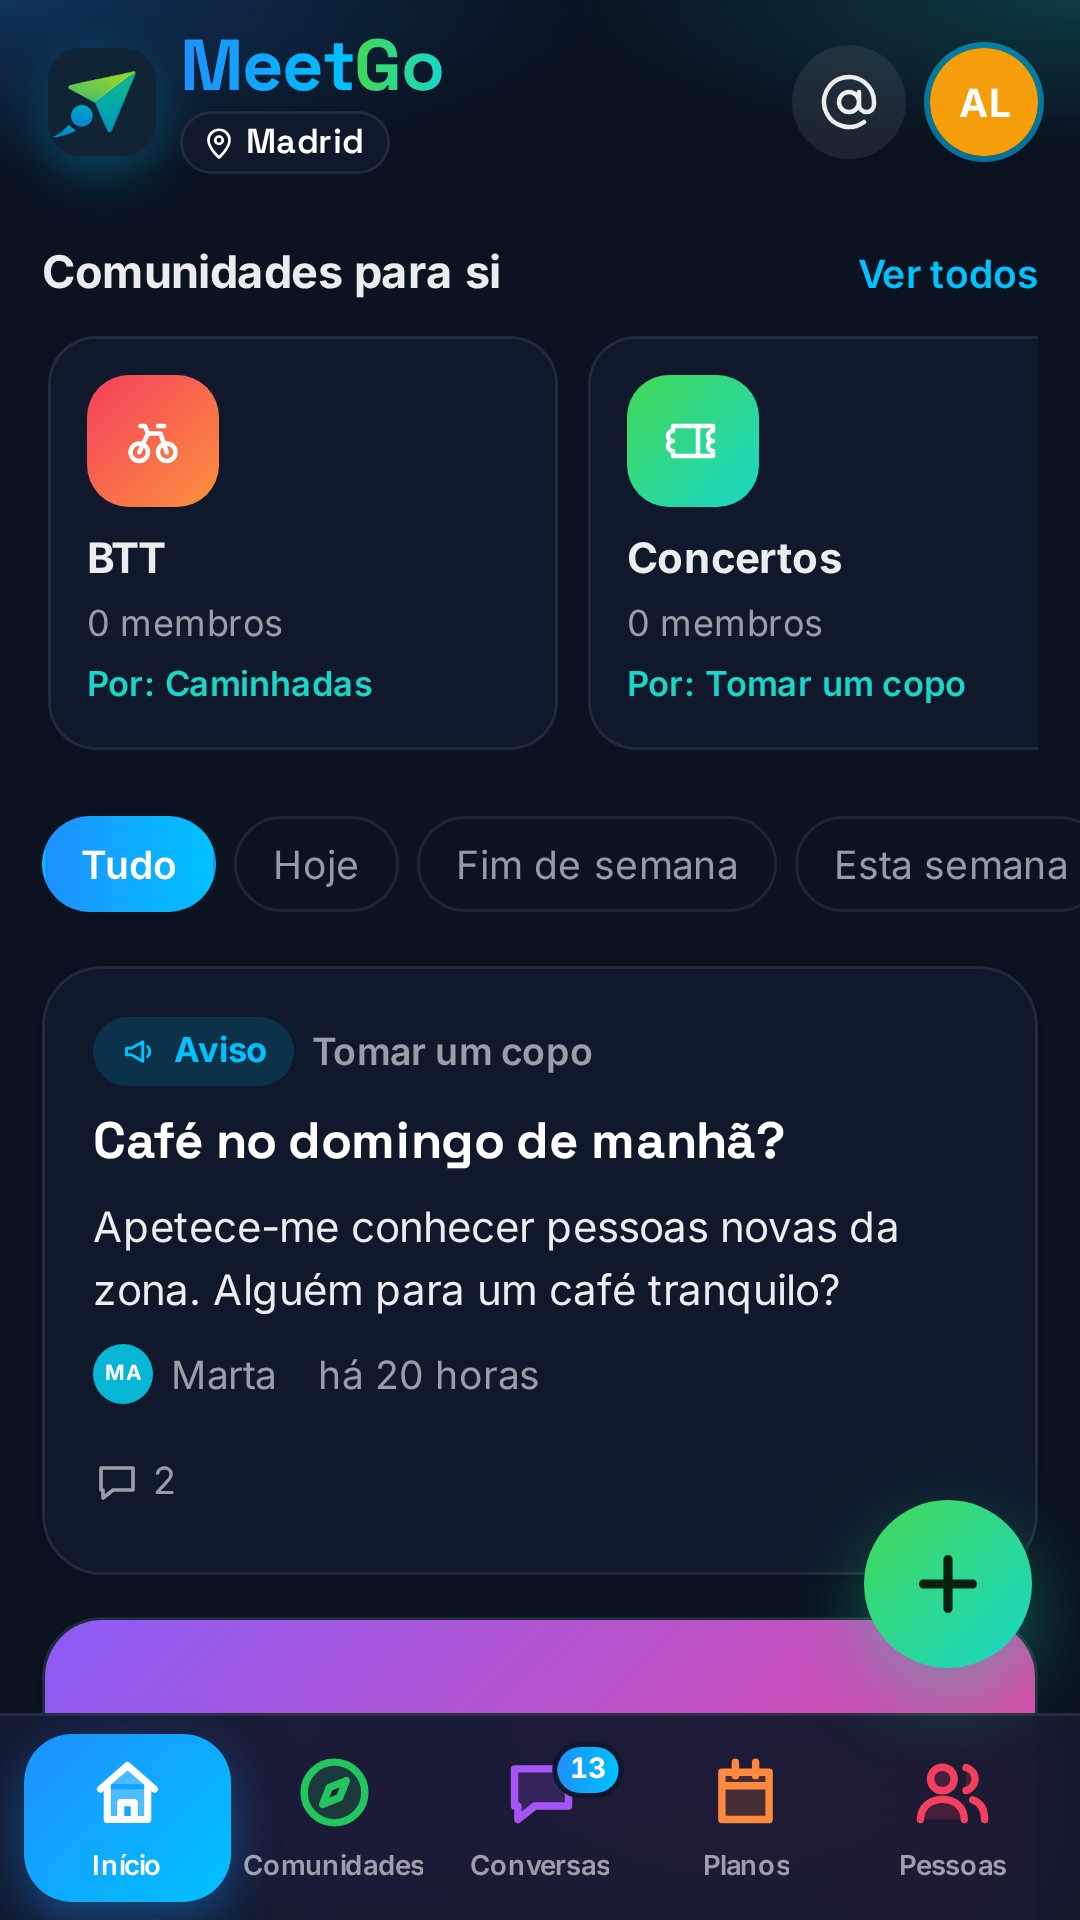 MeetGo
Madrid
AL
Comunidades para si
Ver todos
BTT
0 membros
Por: Caminhadas
Concertos
0 membros
Por: Tomar um copo
Tudo
Hoje
Fim de semana
Esta semana
Aviso
Tomar um copo
Café no domingo de manhã?
Apetece-me conhecer pessoas novas da
zona. Alguém para um café tranquilo?
MA
Marta
há 20 horas
2
13
Início
Comunidades
Conversas
Planos
Pessoas